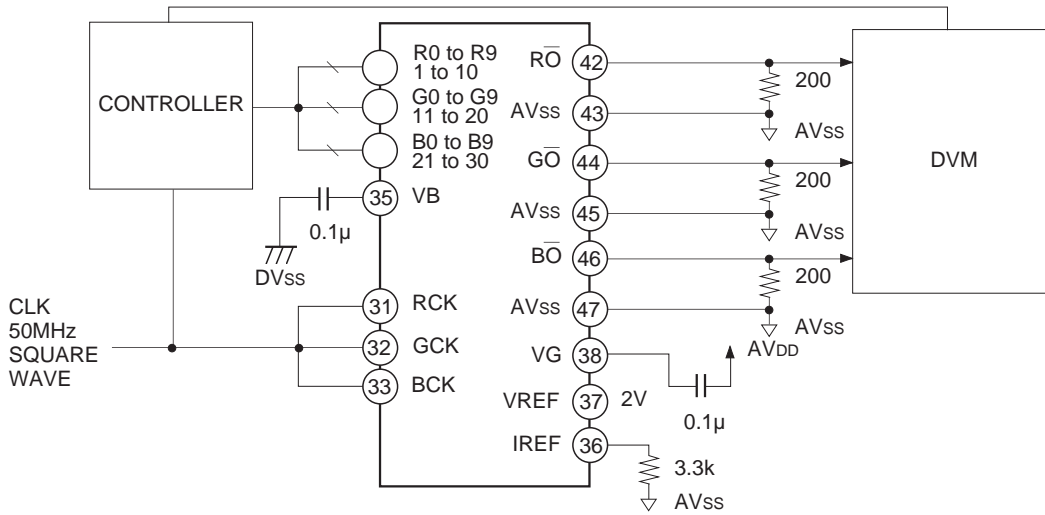 CONTROLLER
R0 to R9
1 to 10
G0 to G9
11 to 20
B0 to B9
21 to 30
35
VB
0.1µ
DVSS
CLK
50MHz
SQUARE
WAVE
31
RCK
32
GCK
33
BCK
RO
42
AVSS
43
GO
44
AVSS
45
BO
46
AVSS
47
VG
38
VREF
37
2V
IREF
36
200
AVSS
200
AVSS
200
AVSS
AVDD
0.1µ
3.3k
AVSS
DVM